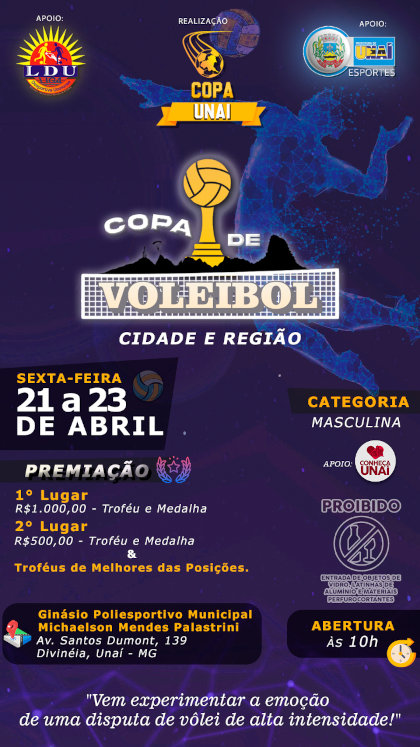 APOIO:
REALIZAÇÃO
APOIO:
LDU
COPA
UNAÍ
UNAÍ
ESPORTES
COPA
DE
VOLEIBOL
CIDADE E REGIÃO
SEXTA-FEIRA
21 a 23
DE ABRIL
CATEGORIA
MASCULINA
PREMIAÇÃO
APOIO:
CONHEÇA
UNAÍ
1º Lugar
R$1.000,00 - Troféu e Medalha
2º Lugar
R$500,00 - Troféu e Medalha
&
Troféus de Melhores das Posições.
PROIBIDO
ENTRADA DE OBJETOS DE
VIDRO, LATINHAS DE
ALUMÍNIO E MATERIAIS
PERFUROCORTANTES
Ginásio Poliesportivo Municipal
Michaelson Mendes Palastrini
Av. Santos Dumont, 139
Divinéia, Unaí - MG
ABERTURA
ÀS 10h
"Vem experimentar a emoção
de uma disputa de vôlei de alta intensidade!"